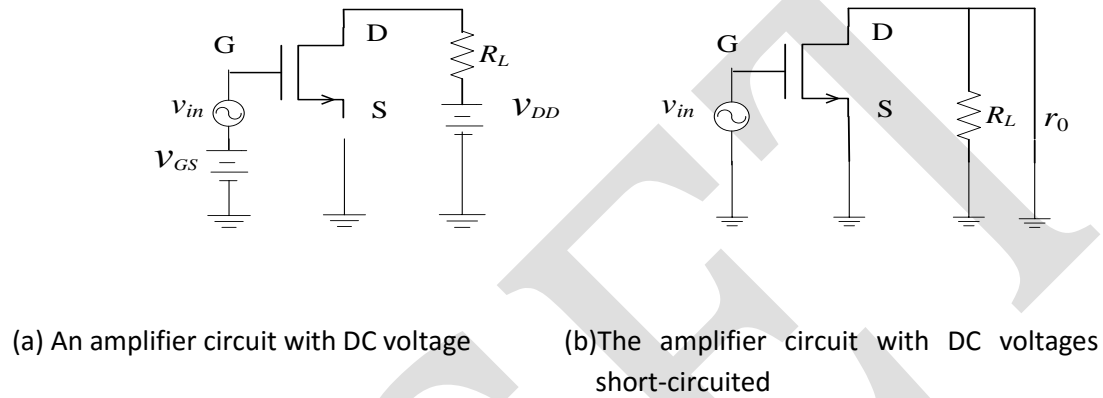 G
D
S
R_L
v_in
v_GS
v_DD
G
D
S
R_L
r_0
v_in
(a) An amplifier circuit with DC voltage
(b)The amplifier circuit with DC voltages
short-circuited